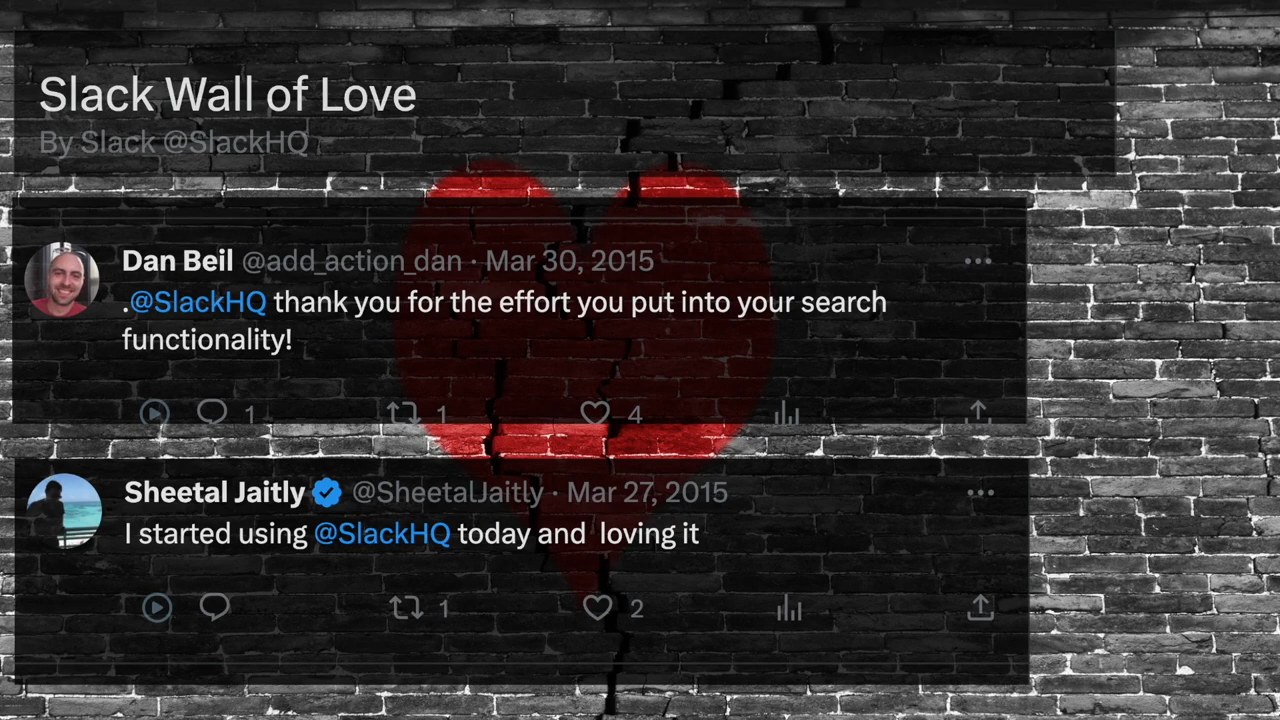 Slack Wall of Love
By Slack @SlackHQ
Dan Beil @add_action_dan · Mar 30, 2015
.@SlackHQ thank you for the effort you put into your search
functionality!
1 1 4
Sheetal Jaitly @SheetalJaitly · Mar 27, 2015
I started using @SlackHQ today and  loving it
1 2